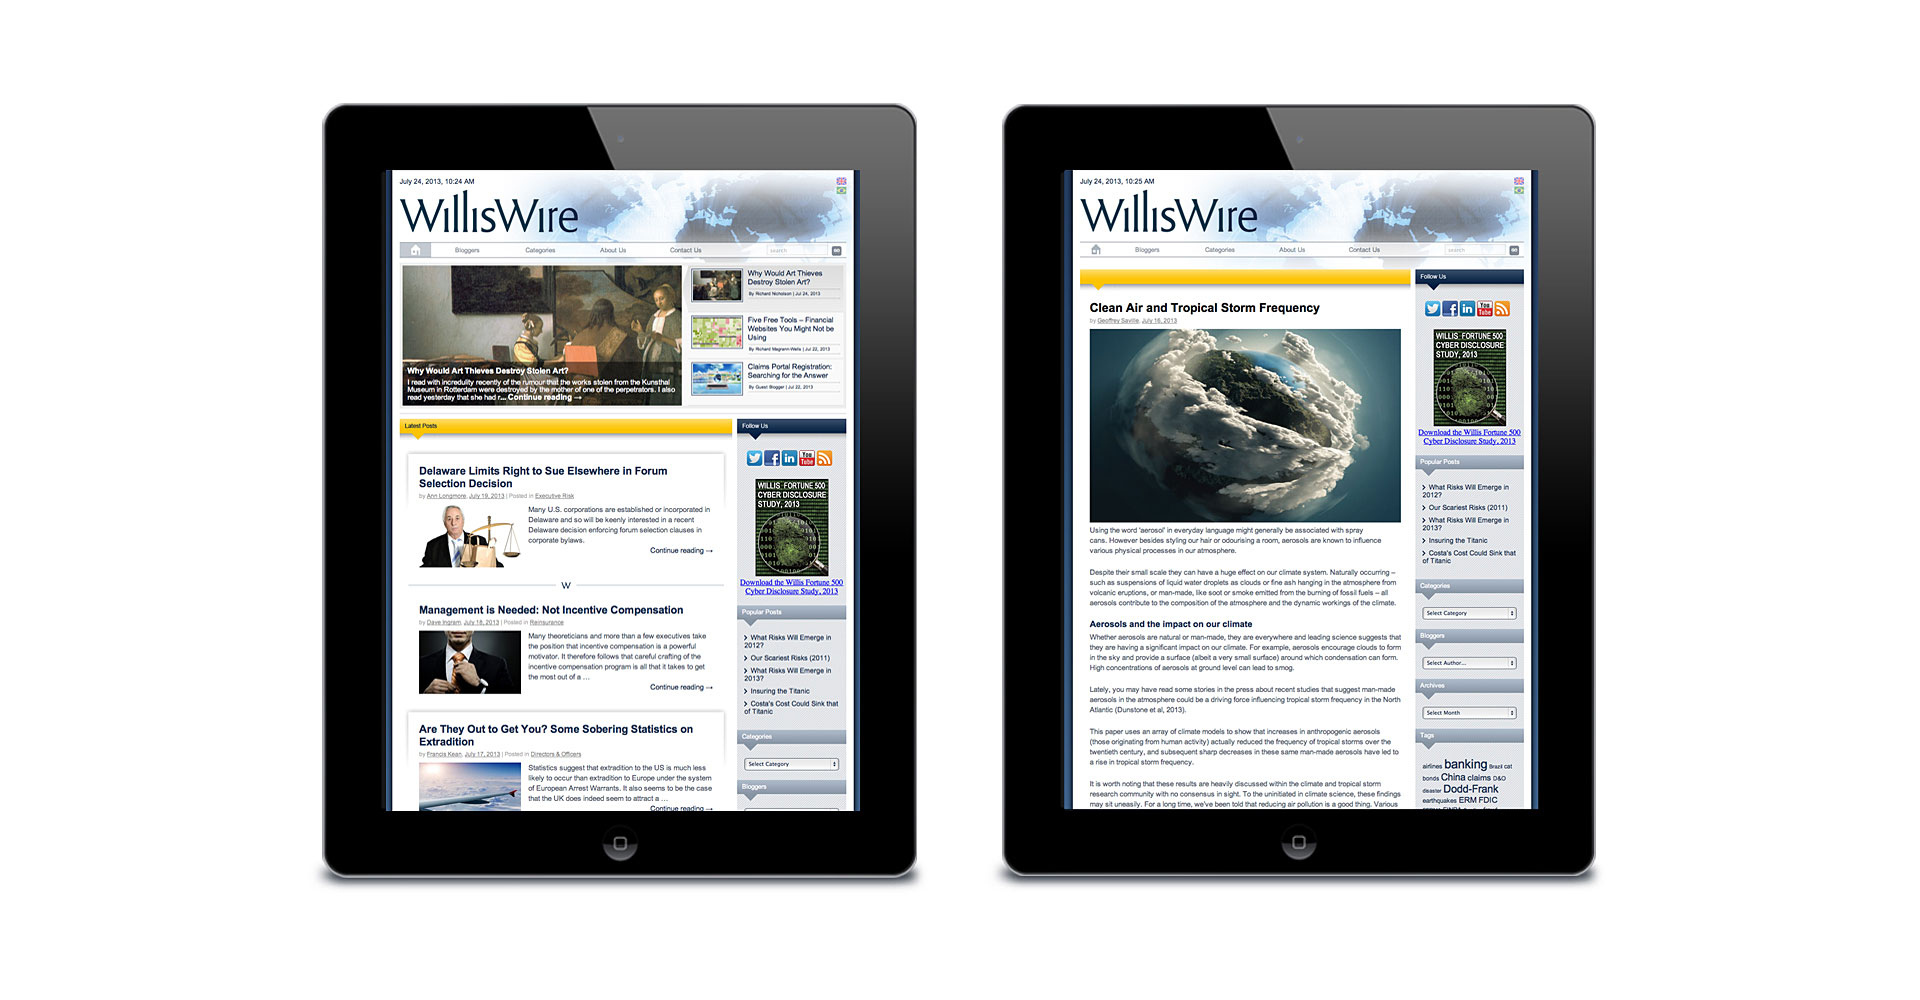 July 24, 2013, 10:24 AM
WillisWire
Bloggers Categories About Us Contact Us search GO
Why Would Art Thieves Destroy Stolen Art?
I read with incredulity recently of the rumour that the works stolen from the Kunsthal
Museum in Rotterdam were destroyed by the mother of one of the perpetrators. I also
read yesterday that she had r... Continue reading →
Why Would Art Thieves
Destroy Stolen Art?
By Richard Nicholson | Jul 24, 2013
Five Free Tools – Financial
Websites You Might Not be
Using
By Richard Magrann-Wells | Jul 22, 2013
Claims Portal Registration:
Searching for the Answer
By Guest Blogger | Jul 22, 2013
Latest Posts
Delaware Limits Right to Sue Elsewhere in Forum
Selection Decision
by Ann Longmore, July 19, 2013 | Posted in Executive Risk
Many U.S. corporations are established or incorporated in
Delaware and so will be keenly interested in a recent
Delaware decision enforcing forum selection clauses in
corporate bylaws.
Continue reading →
W
Management is Needed: Not Incentive Compensation
by Dave Ingram, July 18, 2013 | Posted in Reinsurance
Many theoreticians and more than a few executives take
the position that incentive compensation is a powerful
motivator. It therefore follows that careful crafting of the
incentive compensation program is all that it takes to get
the most out of a …
Continue reading →
Are They Out to Get You? Some Sobering Statistics on
Extradition
by Francis Kean, July 17, 2013 | Posted in Directors & Officers
Statistics suggest that extradition to the US is much less
likely to occur than extradition to Europe under the system
of European Arrest Warrants. It also seems to be the case
that the UK does indeed seem to attract a …
Continue reading →
Follow Us
You
Tube
WILLIS FORTUNE 500
CYBER DISCLOSURE
STUDY, 2013
Download the Willis Fortune 500
Cyber Disclosure Study, 2013
Popular Posts
What Risks Will Emerge in
2012?
Our Scariest Risks (2011)
What Risks Will Emerge in
2013?
Insuring the Titanic
Costa's Cost Could Sink that
of Titanic
Categories
Select Category
Bloggers
July 24, 2013, 10:25 AM
WillisWire
Bloggers Categories About Us Contact Us search GO
Clean Air and Tropical Storm Frequency
by Geoffrey Saville, July 18, 2013
Using the word 'aerosol' in everyday language might generally be associated with spray
cans. However besides styling our hair or odourising a room, aerosols are known to influence
various physical processes in our atmosphere.
Despite their small scale they can have a huge effect on our climate system. Naturally occurring –
such as suspensions of liquid water droplets as clouds or fine ash hanging in the atmosphere from
volcanic eruptions, or man-made, like soot or smoke emitted from the burning of fossil fuels – all
aerosols contribute to the composition of the atmosphere and the dynamic workings of the climate.
Aerosols and the impact on our climate
Whether aerosols are natural or man-made, they are everywhere and leading science suggests that
they are having a significant impact on our climate. For example, aerosols encourage clouds to form
in the sky and provide a surface (albeit a very small surface) around which condensation can form.
High concentrations of aerosols at ground level can lead to smog.
Lately, you may have read some stories in the press about recent studies that suggest man-made
aerosols in the atmosphere could be a driving force influencing tropical storm frequency in the North
Atlantic (Dunstone et al, 2013).
This paper uses an array of climate models to show that increases in anthropogenic aerosols
(those originating from human activity) actually reduced the frequency of tropical storms over the
twentieth century, and subsequent sharp decreases in these same man-made aerosols have led to
a rise in tropical storm frequency.
It is worth noting that these results are heavily discussed within the climate and tropical storm
research community with no consensus in sight. To the uninitiated in climate science, these findings
may sit uneasily. For a long time, we've been told that reducing air pollution is a good thing. Various
Follow Us
You
Tube
WILLIS FORTUNE 500
CYBER DISCLOSURE
STUDY, 2013
Download the Willis Fortune 500
Cyber Disclosure Study, 2013
Popular Posts
What Risks Will Emerge in
2012?
Our Scariest Risks (2011)
What Risks Will Emerge in
2013?
Insuring the Titanic
Costa's Cost Could Sink that
of Titanic
Categories
Select Category
Bloggers
Select Author...
Archives
Select Month
Tags
airlines banking Brazil cat
bonds China claims D&O
disaster Dodd-Frank
earthquakes ERM FDIC